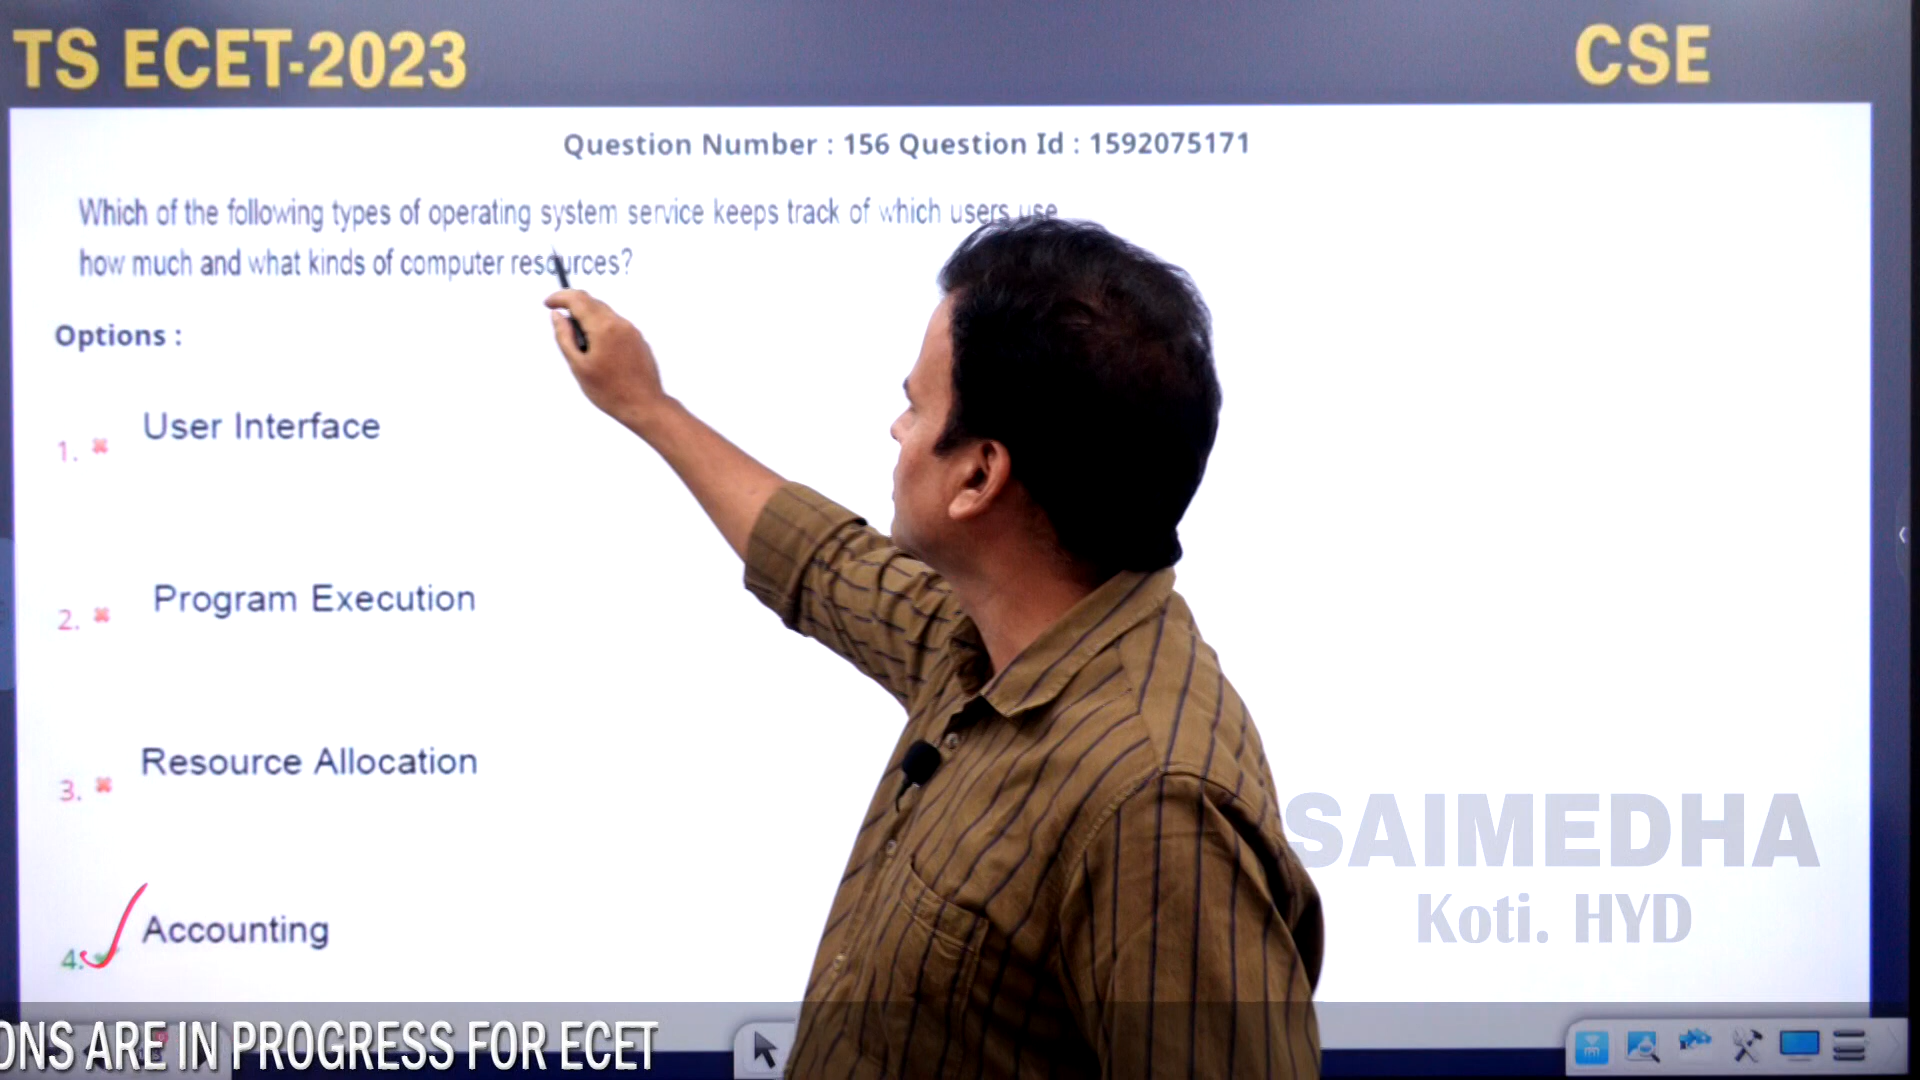 TS ECET-2023
CSE
Question Number : 156 Question Id : 1592075171
Which of the following types of operating system service keeps track of which users use
how much and what kinds of computer resources?
Options :
1. User Interface
2. Program Execution
3. Resource Allocation
4. Accounting
SAIMEDHA
Koti. HYD
ONS ARE IN PROGRESS FOR ECET